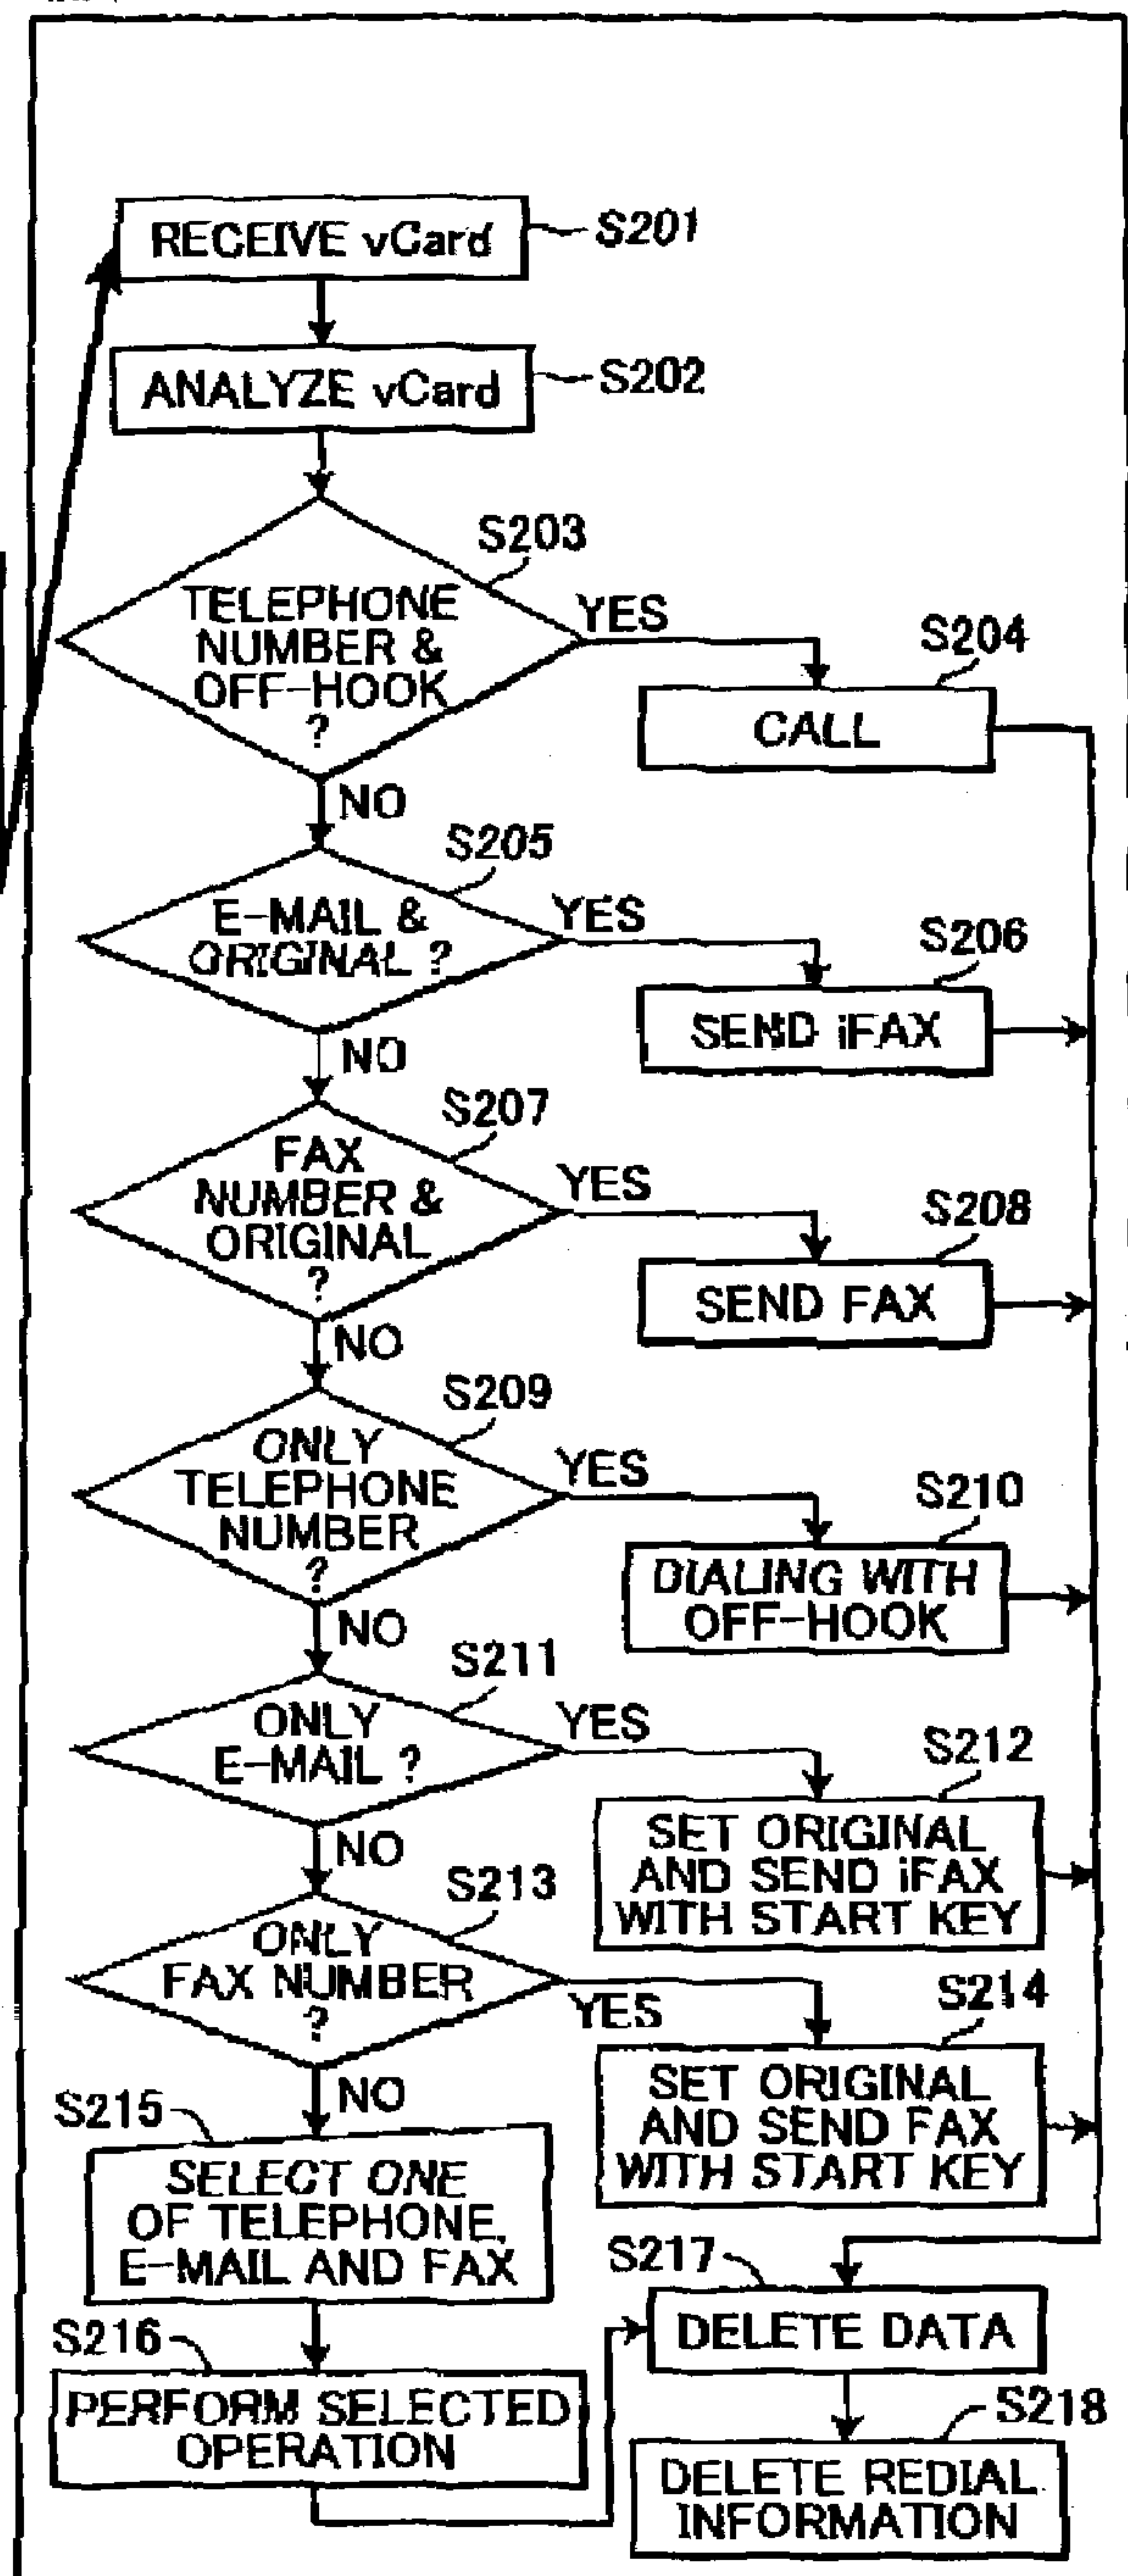 RECEIVE vCard
S201
ANALYZE vCard
S202
S203
TELEPHONE
NUMBER &
OFF-HOOK
?
YES
S204
CALL
NO
S205
E-MAIL &
ORIGINAL ?
YES
S206
SEND iFAX
NO
S207
FAX
NUMBER &
ORIGINAL
?
YES
S208
SEND FAX
NO
S209
ONLY
TELEPHONE
NUMBER
?
YES
S210
DIALING WITH
OFF-HOOK
NO
S211
ONLY
E-MAIL ?
YES
S212
SET ORIGINAL
AND SEND iFAX
WITH START KEY
NO
S213
ONLY
FAX NUMBER
?
YES
S214
SET ORIGINAL
AND SEND FAX
WITH START KEY
NO
S215
SELECT ONE
OF TELEPHONE,
E-MAIL AND FAX
S216
PERFORM SELECTED
OPERATION
S217
DELETE DATA
S218
DELETE REDIAL
INFORMATION